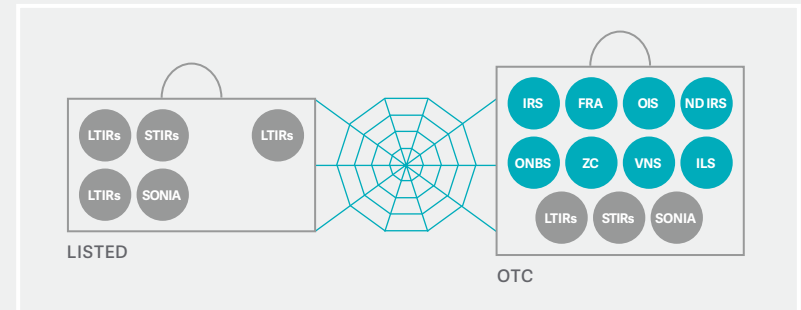 LTIRs STIRs LTIRs
LTIRs SONIA
LISTED
IRS FRA OIS ND IRS
ONBS ZC VNS ILS
LTIRs STIRs SONIA
OTC